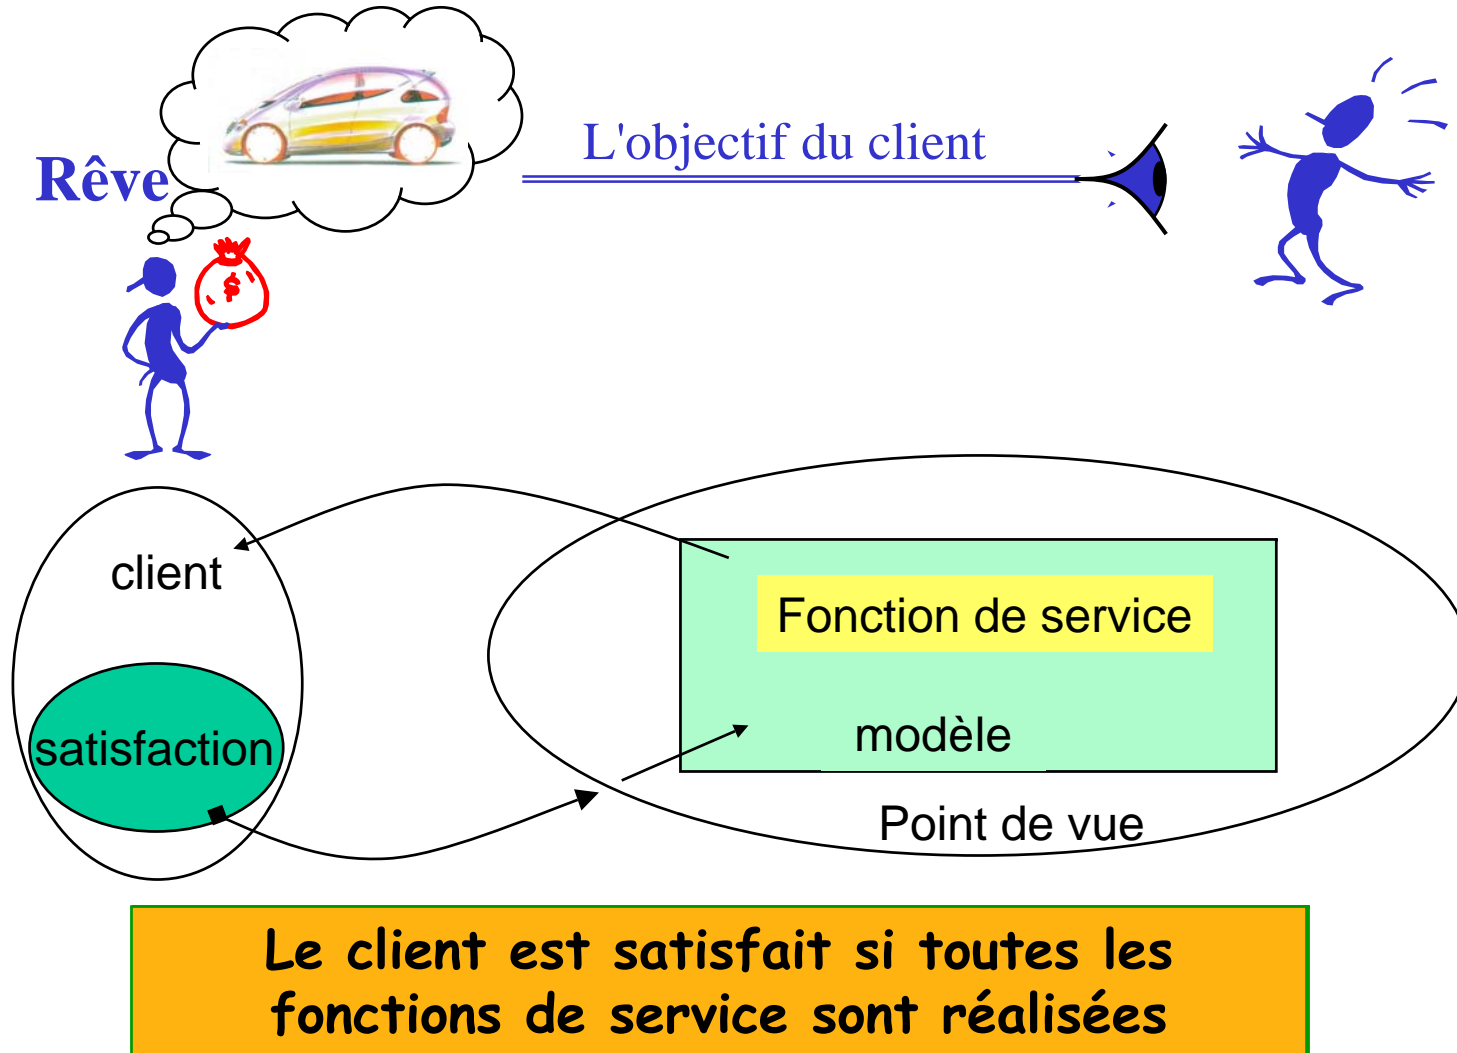 L'objectif du client
Rêve
$
client
Fonction de service
satisfaction
modèle
Point de vue
Le client est satisfait si toutes les
fonctions de service sont réalisées